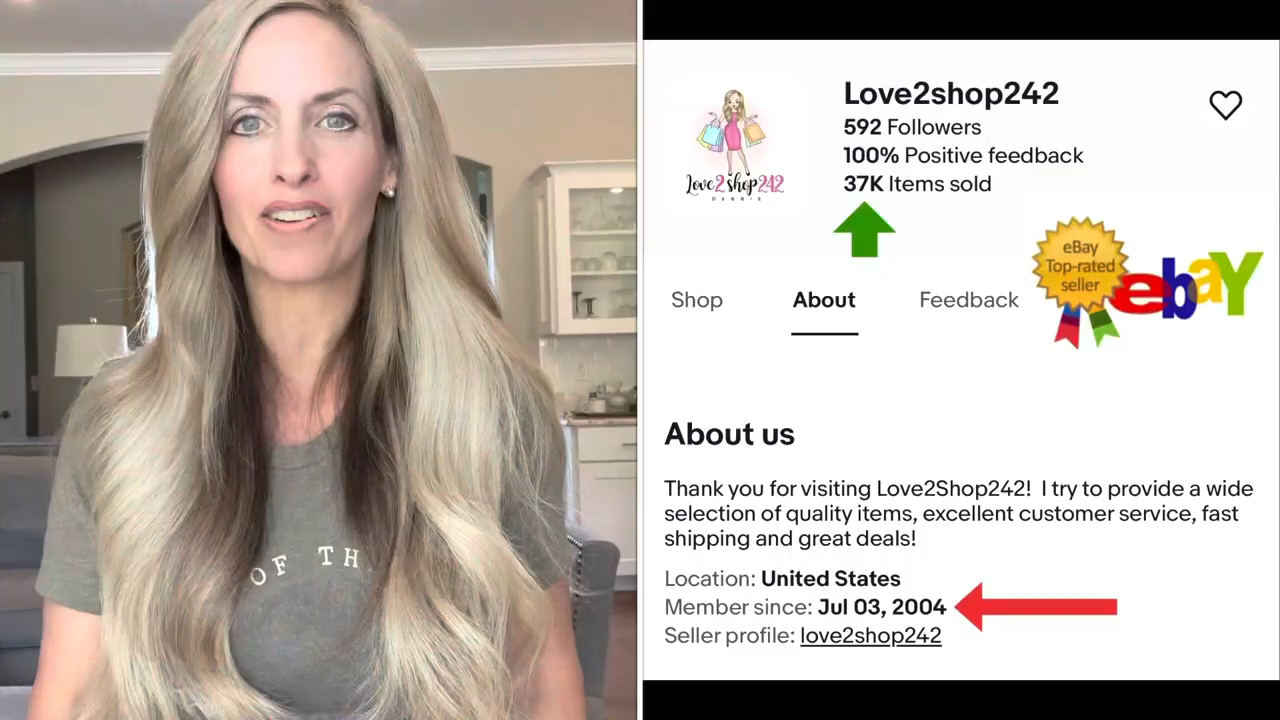 OF TH
Love2shop242
592 Followers
100% Positive feedback
37K Items sold
Love2shop242
DEBBIE
eBay
Top-rated
seller
ebaY
Shop
About
Feedback
About us
Thank you for visiting Love2Shop242!  I try to provide a wide
selection of quality items, excellent customer service, fast
shipping and great deals!
Location: United States
Member since: Jul 03, 2004
Seller profile: love2shop242